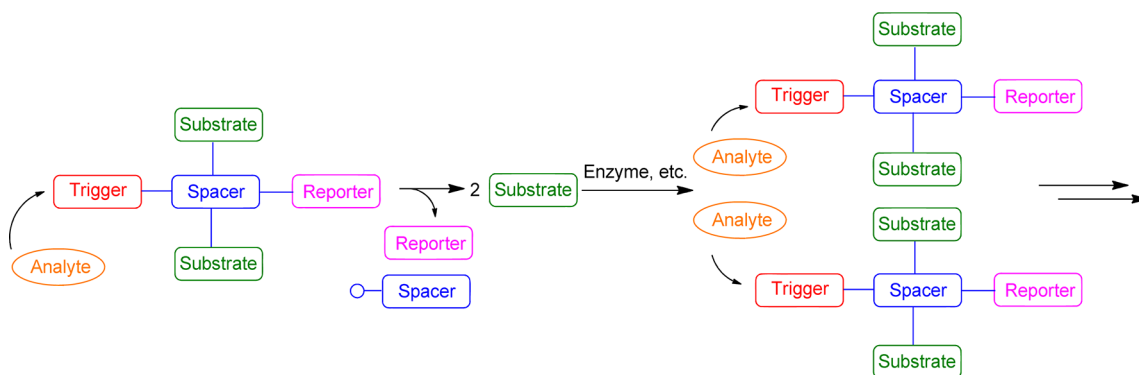 Substrate
Trigger Spacer Reporter
Substrate
Analyte
2 Substrate
Reporter
Spacer
Enzyme, etc.
Substrate
Trigger Spacer Reporter
Analyte
Substrate
Analyte
Substrate
Trigger Spacer Reporter
Substrate